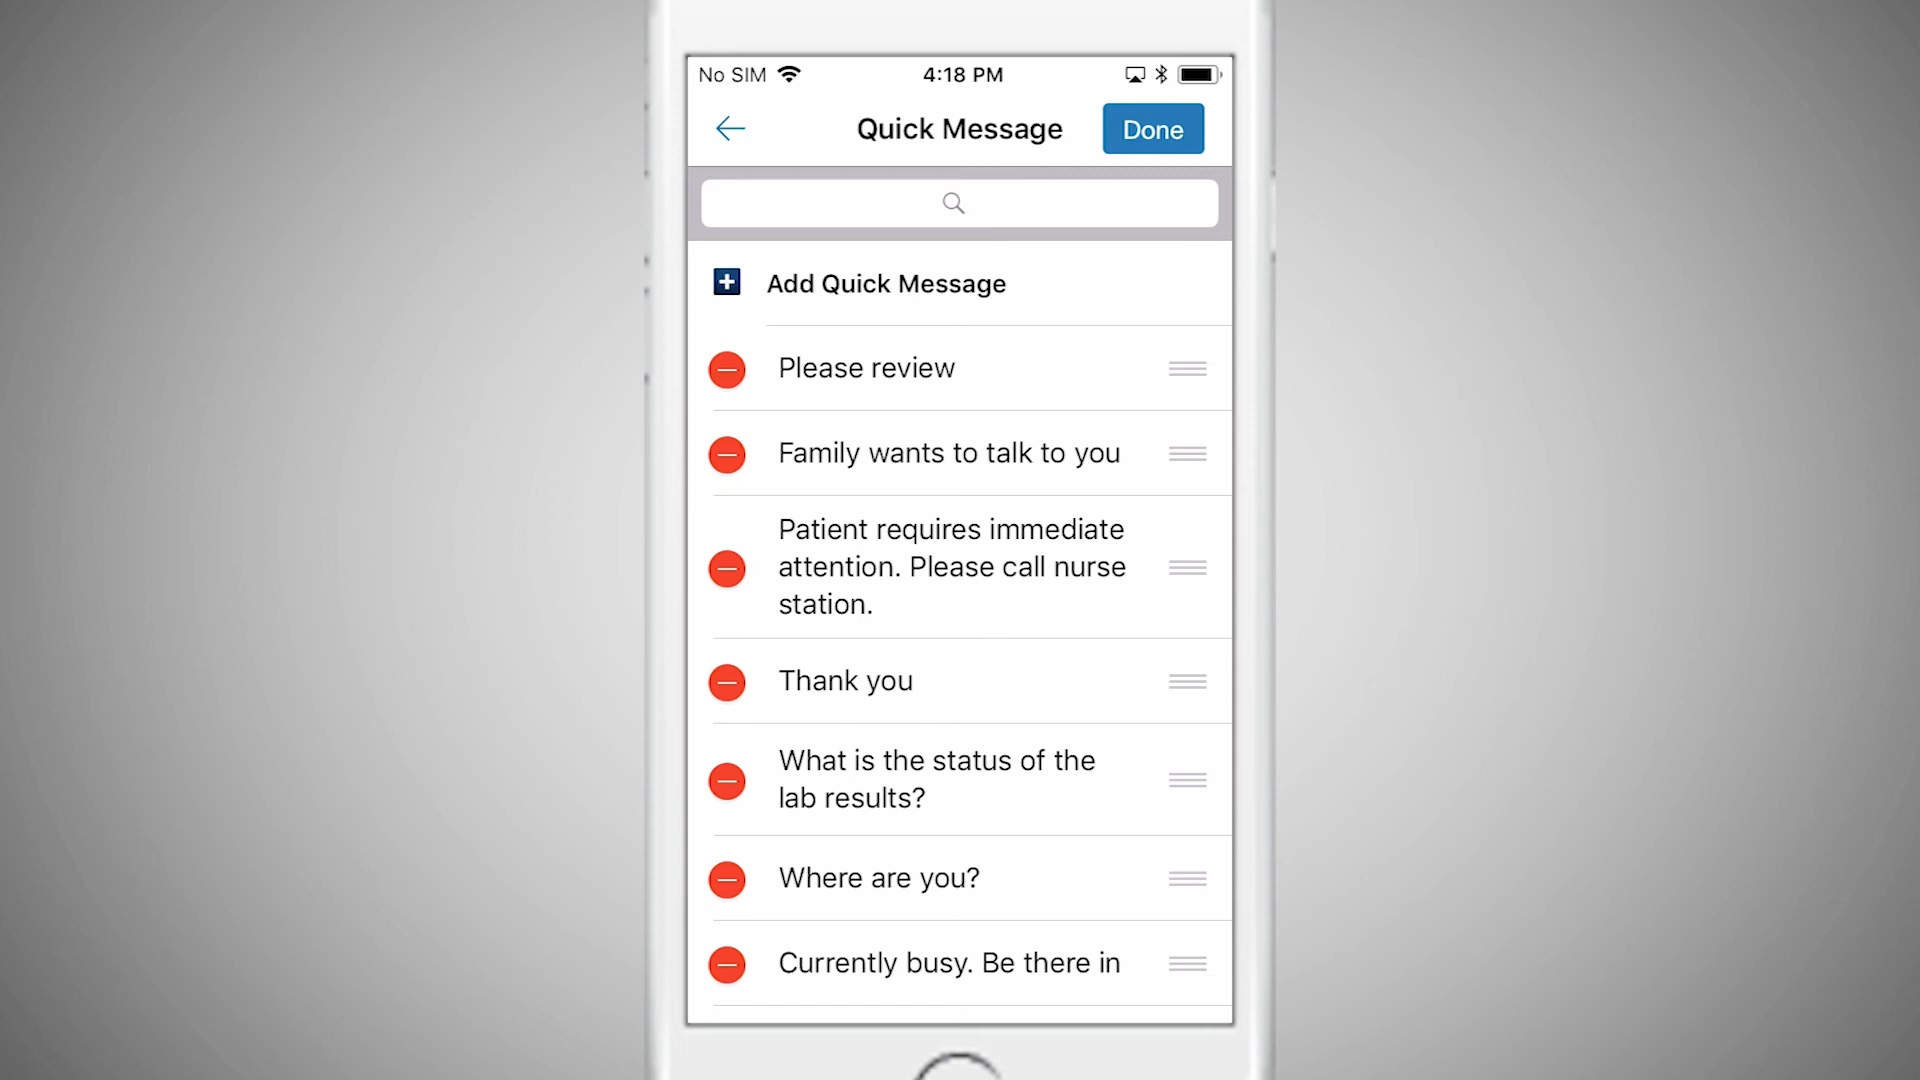 No SIM 4:18 PM
Quick Message Done
Add Quick Message
Please review
Family wants to talk to you
Patient requires immediate
attention. Please call nurse
station.
Thank you
What is the status of the
lab results?
Where are you?
Currently busy. Be there in